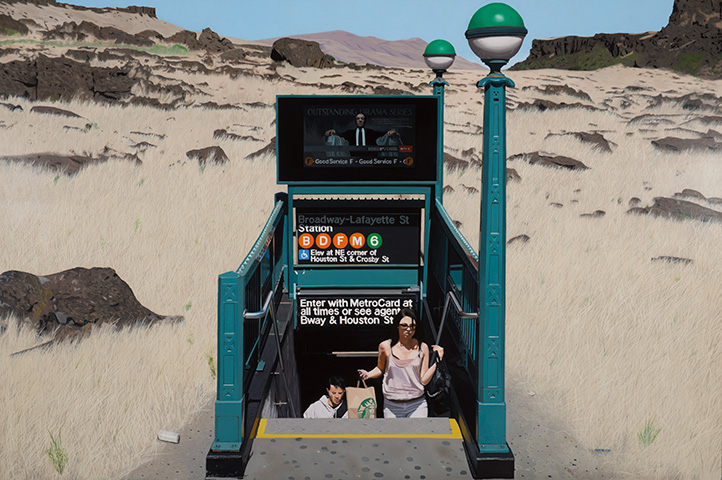 OUTSTANDING DRAMA SERIES
Good Service F - Good Service F -
Broadway-Lafayette St
Station
B D F M 6
Elev at NE corner of
Houston St & Crosby St
Enter with MetroCard at
all times or see agent
Bway & Houston St